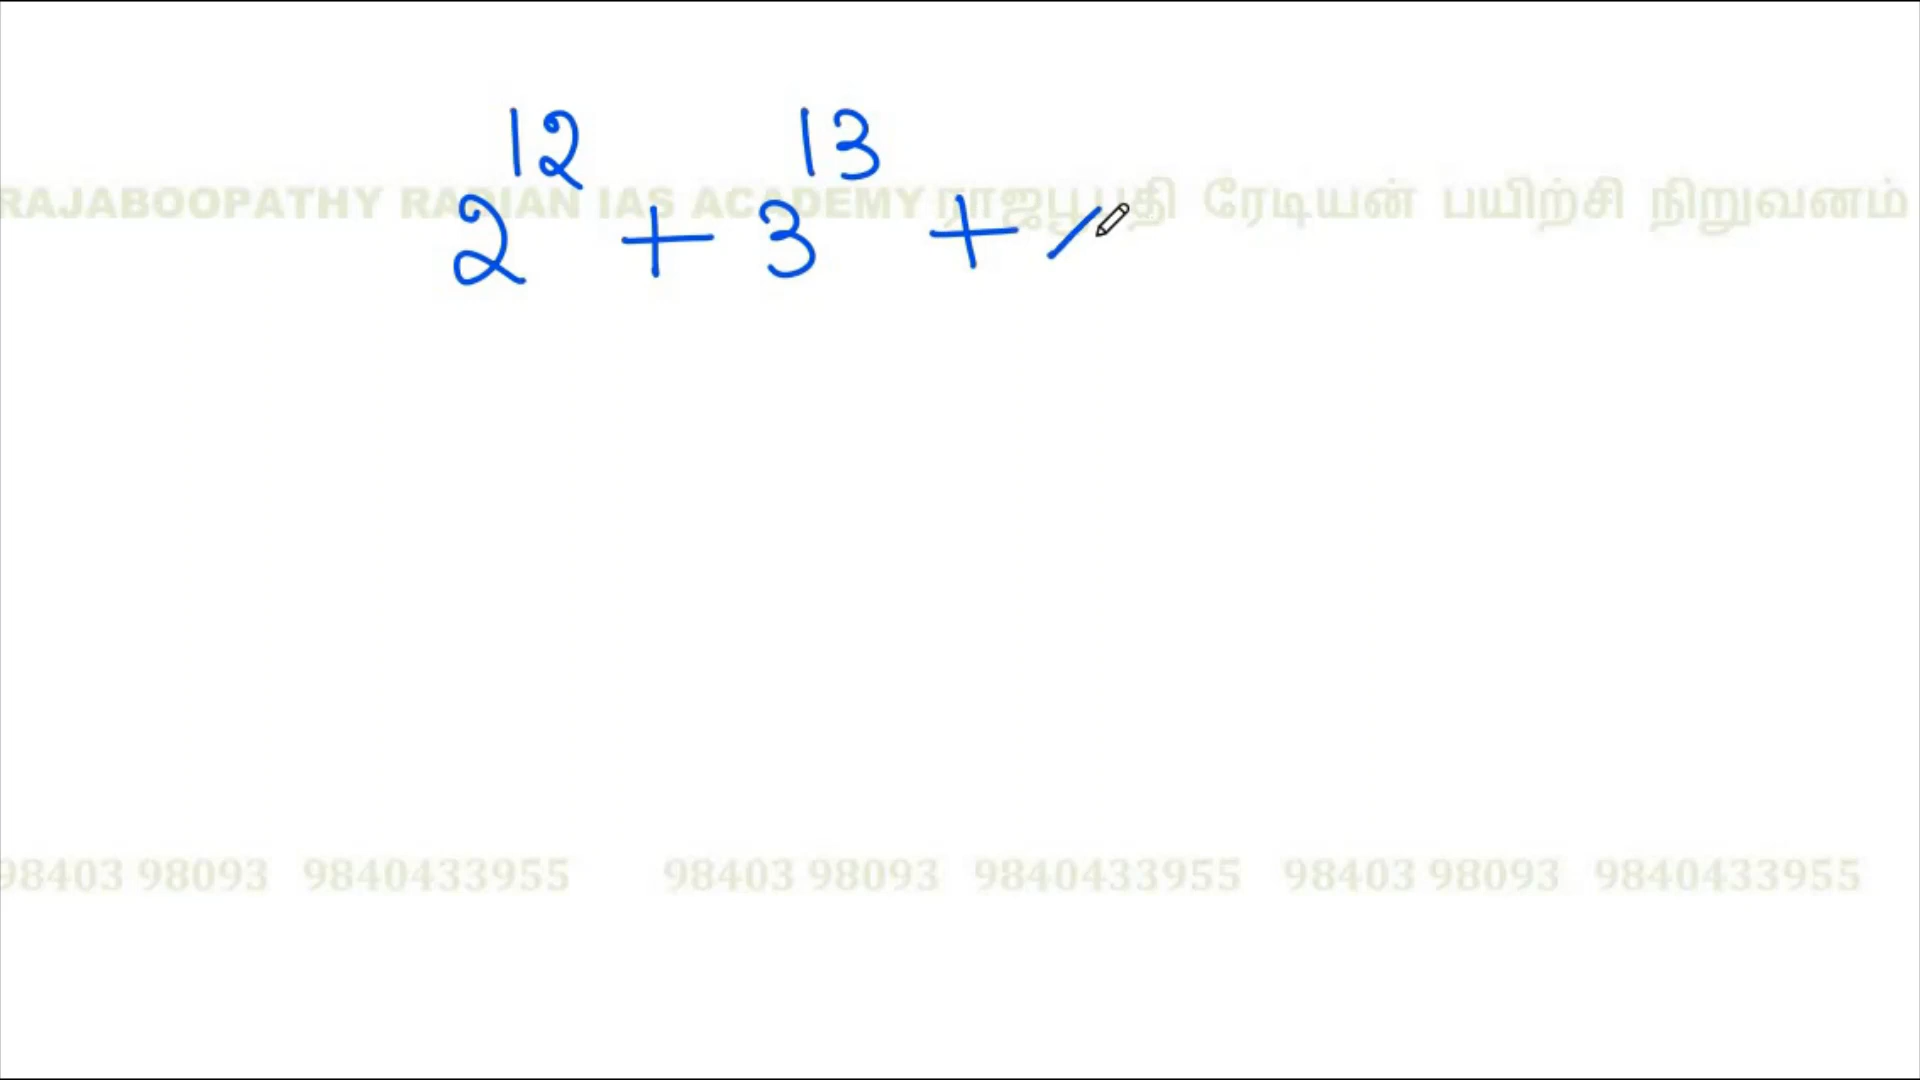 2^12 + 3^13 +
RAJABOOPATHY RADIAN IAS ACADEMY ராஜபூபதி ரேடியன் பயிற்சி நிறுவனம்
98403 98093 9840433955 98403 98093 9840433955 98403 98093 9840433955